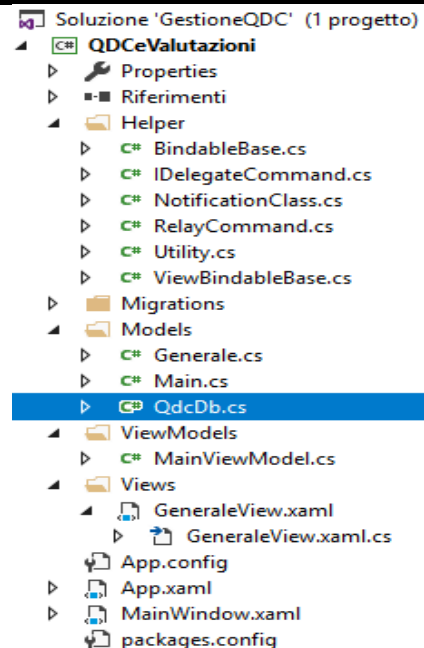 Soluzione 'GestioneQDC' (1 progetto)
C# QDCeValutazioni
Properties
Riferimenti
Helper
C# BindableBase.cs
C# IDelegateCommand.cs
C# NotificationClass.cs
C# RelayCommand.cs
C# Utility.cs
C# ViewBindableBase.cs
Migrations
Models
C# Generale.cs
C# Main.cs
C# QdcDb.cs
ViewModels
C# MainViewModel.cs
Views
GeneraleView.xaml
GeneraleView.xaml.cs
App.config
App.xaml
MainWindow.xaml
packages.config